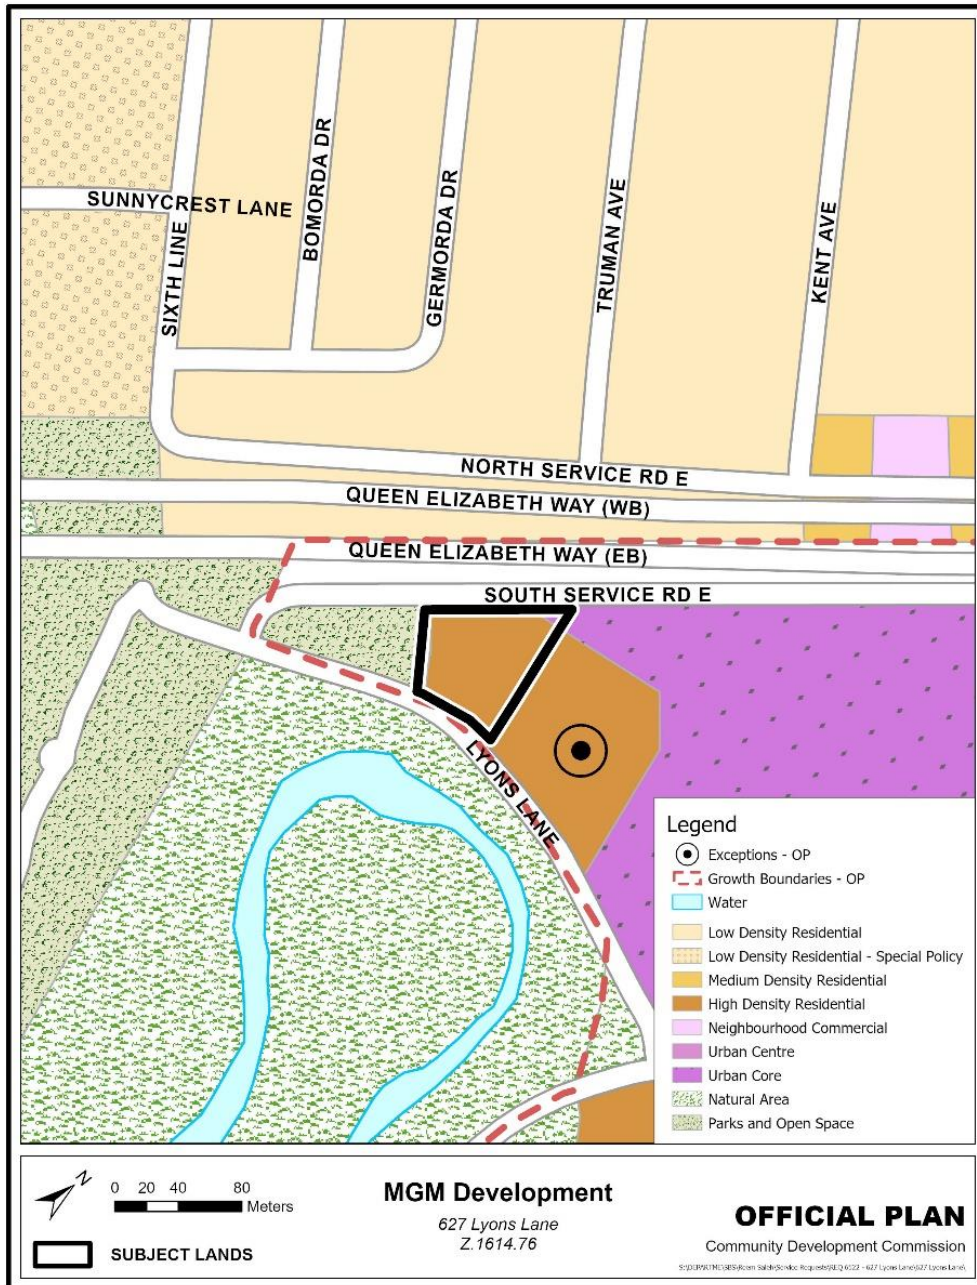 SUNNYCREST LANE
SIXTH LINE
BOMORDA DR
GERMORDA DR
TRUMAN AVE
KENT AVE
NORTH SERVICE RD E
QUEEN ELIZABETH WAY (WB)
QUEEN ELIZABETH WAY (EB)
SOUTH SERVICE RD E
LYONS LANE
Legend
Exceptions - OP
Growth Boundaries - OP
Water
Low Density Residential
Low Density Residential - Special Policy
Medium Density Residential
High Density Residential
Neighbourhood Commercial
Urban Centre
Urban Core
Natural Area
Parks and Open Space
N
0 20 40 80
Meters
SUBJECT LANDS
MGM Development
627 Lyons Lane
Z.1614.76
OFFICIAL PLAN
Community Development Commission